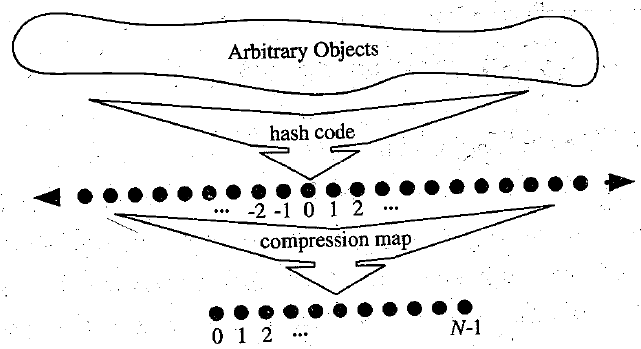 Arbitrary Objects
hash code
... -2 -1 0 1 2 ...
compression map
0 1 2 ... N-1